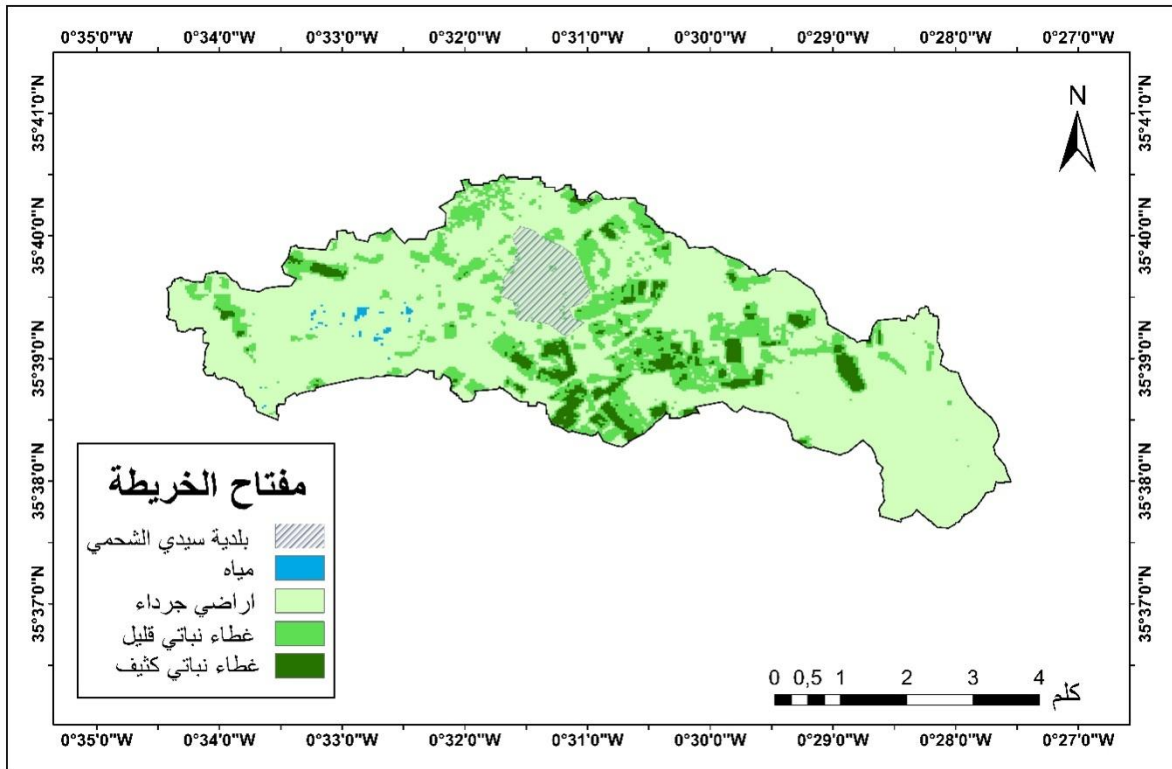 0°35'0"W 0°34'0"W 0°33'0"W 0°32'0"W 0°31'0"W 0°30'0"W 0°29'0"W 0°28'0"W 0°27'0"W
35°41'0"N 35°41'0"N
35°40'0"N 35°40'0"N
35°39'0"N 35°39'0"N
35°38'0"N 35°38'0"N
35°37'0"N 35°37'0"N
N
مفتاح الخريطة
بلدية سيدي الشحمي
مياه
اراضي جرداء
غطاء نباتي قليل
غطاء نباتي كثيف
0 0,5 1 2 3 4
كلم
0°35'0"W 0°34'0"W 0°33'0"W 0°32'0"W 0°31'0"W 0°30'0"W 0°29'0"W 0°28'0"W 0°27'0"W